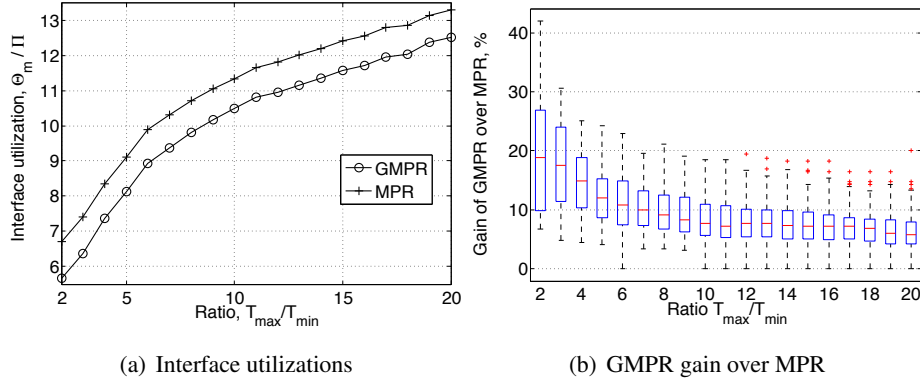 Interface utilization, Θm / Π
13
12
11
10
9
8
7
6
2
5
10
15
20
Ratio, Tmax/Tmin
GMPR
MPR
(a) Interface utilizations
Gain of GMPR over MPR, %
40
30
20
10
0
2 4 6 8 10 12 14 16 18 20
Ratio Tmax/Tmin
(b) GMPR gain over MPR